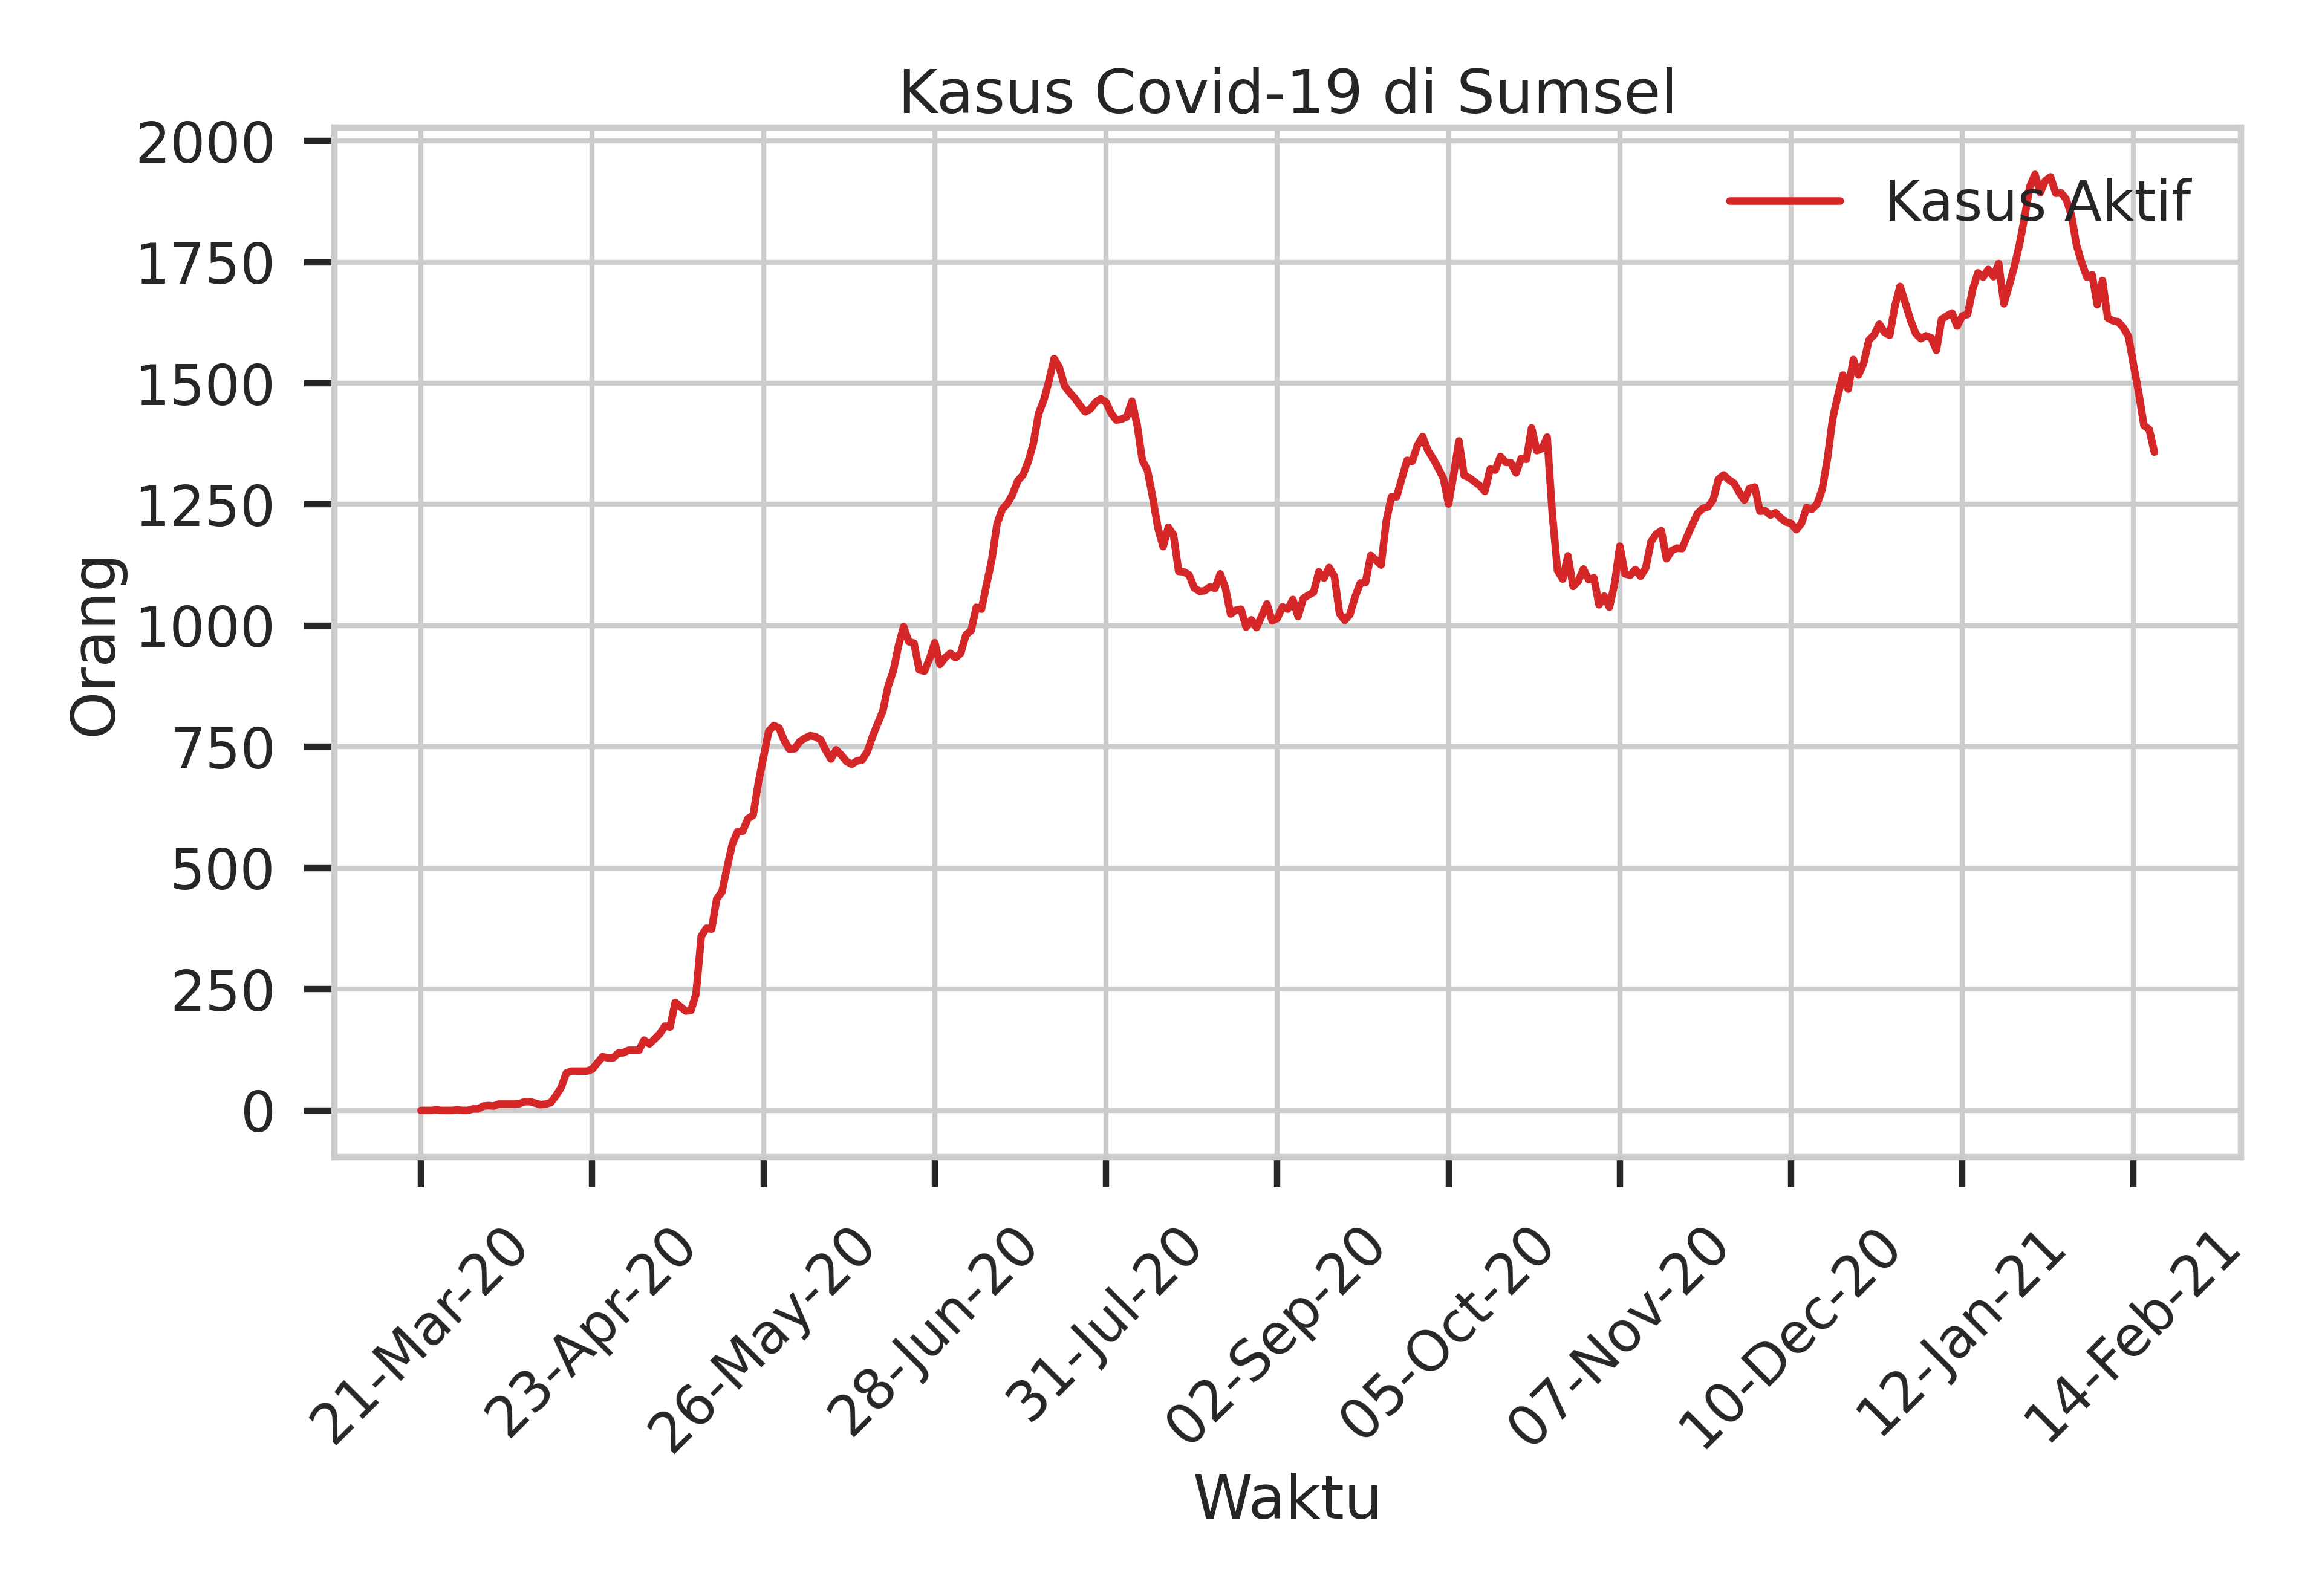 Kasus Covid-19 di Sumsel
2000
1750
1500
1250
1000
750
500
250
0
Orang
Kasus Aktif
21-Mar-20
23-Apr-20
26-May-20
28-Jun-20
31-Jul-20
02-Sep-20
05-Oct-20
07-Nov-20
10-Dec-20
12-Jan-21
14-Feb-21
Waktu